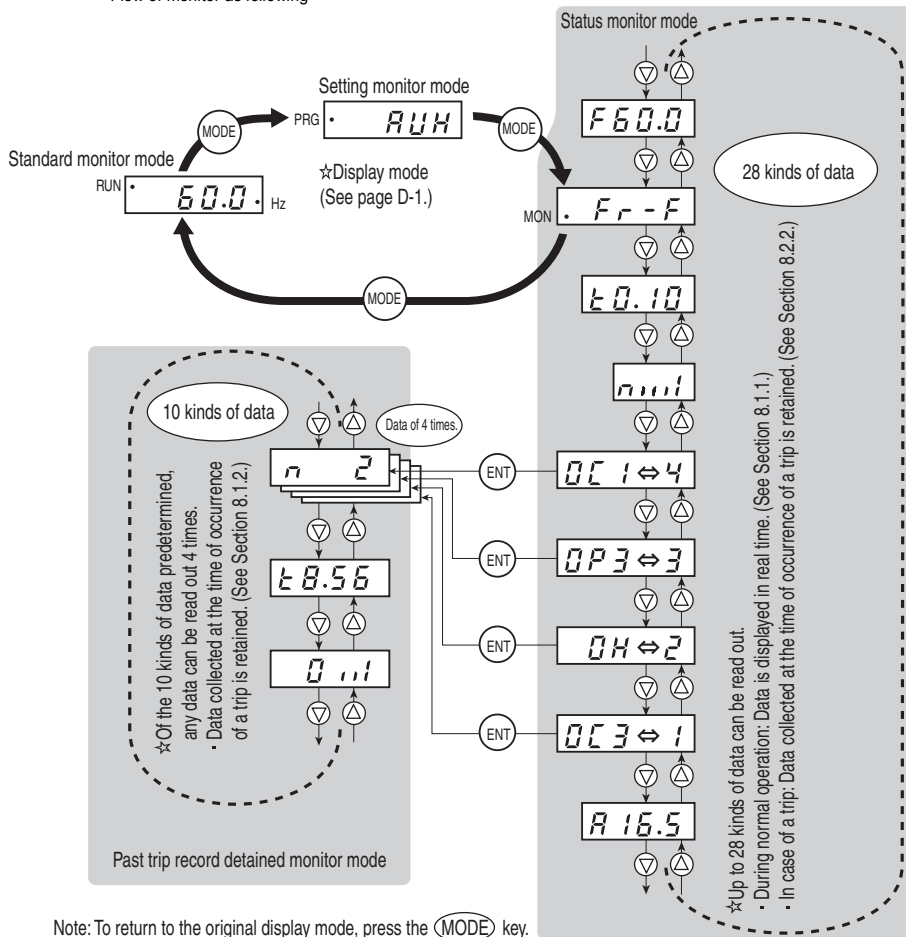 Flow of monitor as following
Status monitor mode
Setting monitor mode
PRG AUH
MODE
MODE
Standard monitor mode
RUN 60.0 Hz
☆Display mode
(See page D-1.)
MODE
F60.0
28 kinds of data
MON Fr-F
t0.10
10 kinds of data
Data of 4 times.
n 2
ENT
OC1⇔4
t8.56
ENT
OP3⇔3
ENT
OH⇔2
ENT
OC3⇔1
A16.5
☆Of the 10 kinds of data predetermined,
any data can be read out 4 times.
- Data collected at the time of occurrence
of a trip is retained. (See Section 8.1.2.)
☆Up to 28 kinds of data can be read out.
- During normal operation: Data is displayed in real time. (See Section 8.1.1.)
- In case of a trip: Data collected at the time of occurrence of a trip is retained. (See Section 8.2.2.)
Past trip record detained monitor mode
Note: To return to the original display mode, press the MODE key.